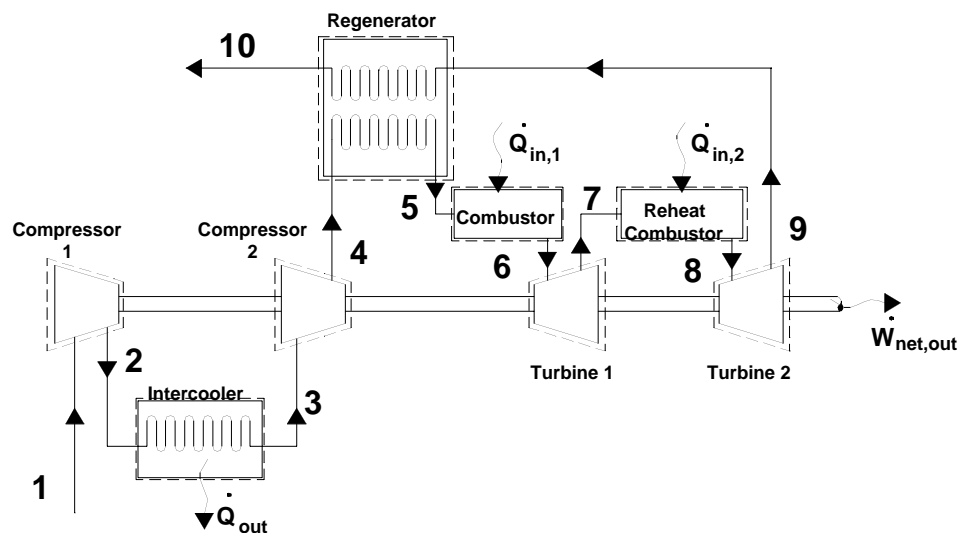 Regenerator
10
Q̇in,1
Q̇in,2
5
Combustor
7
Reheat
Combustor
9
Compressor
1
Compressor
2
4
6
8
Ẇnet,out
2
Turbine 1
Turbine 2
Intercooler
3
1
Q̇out